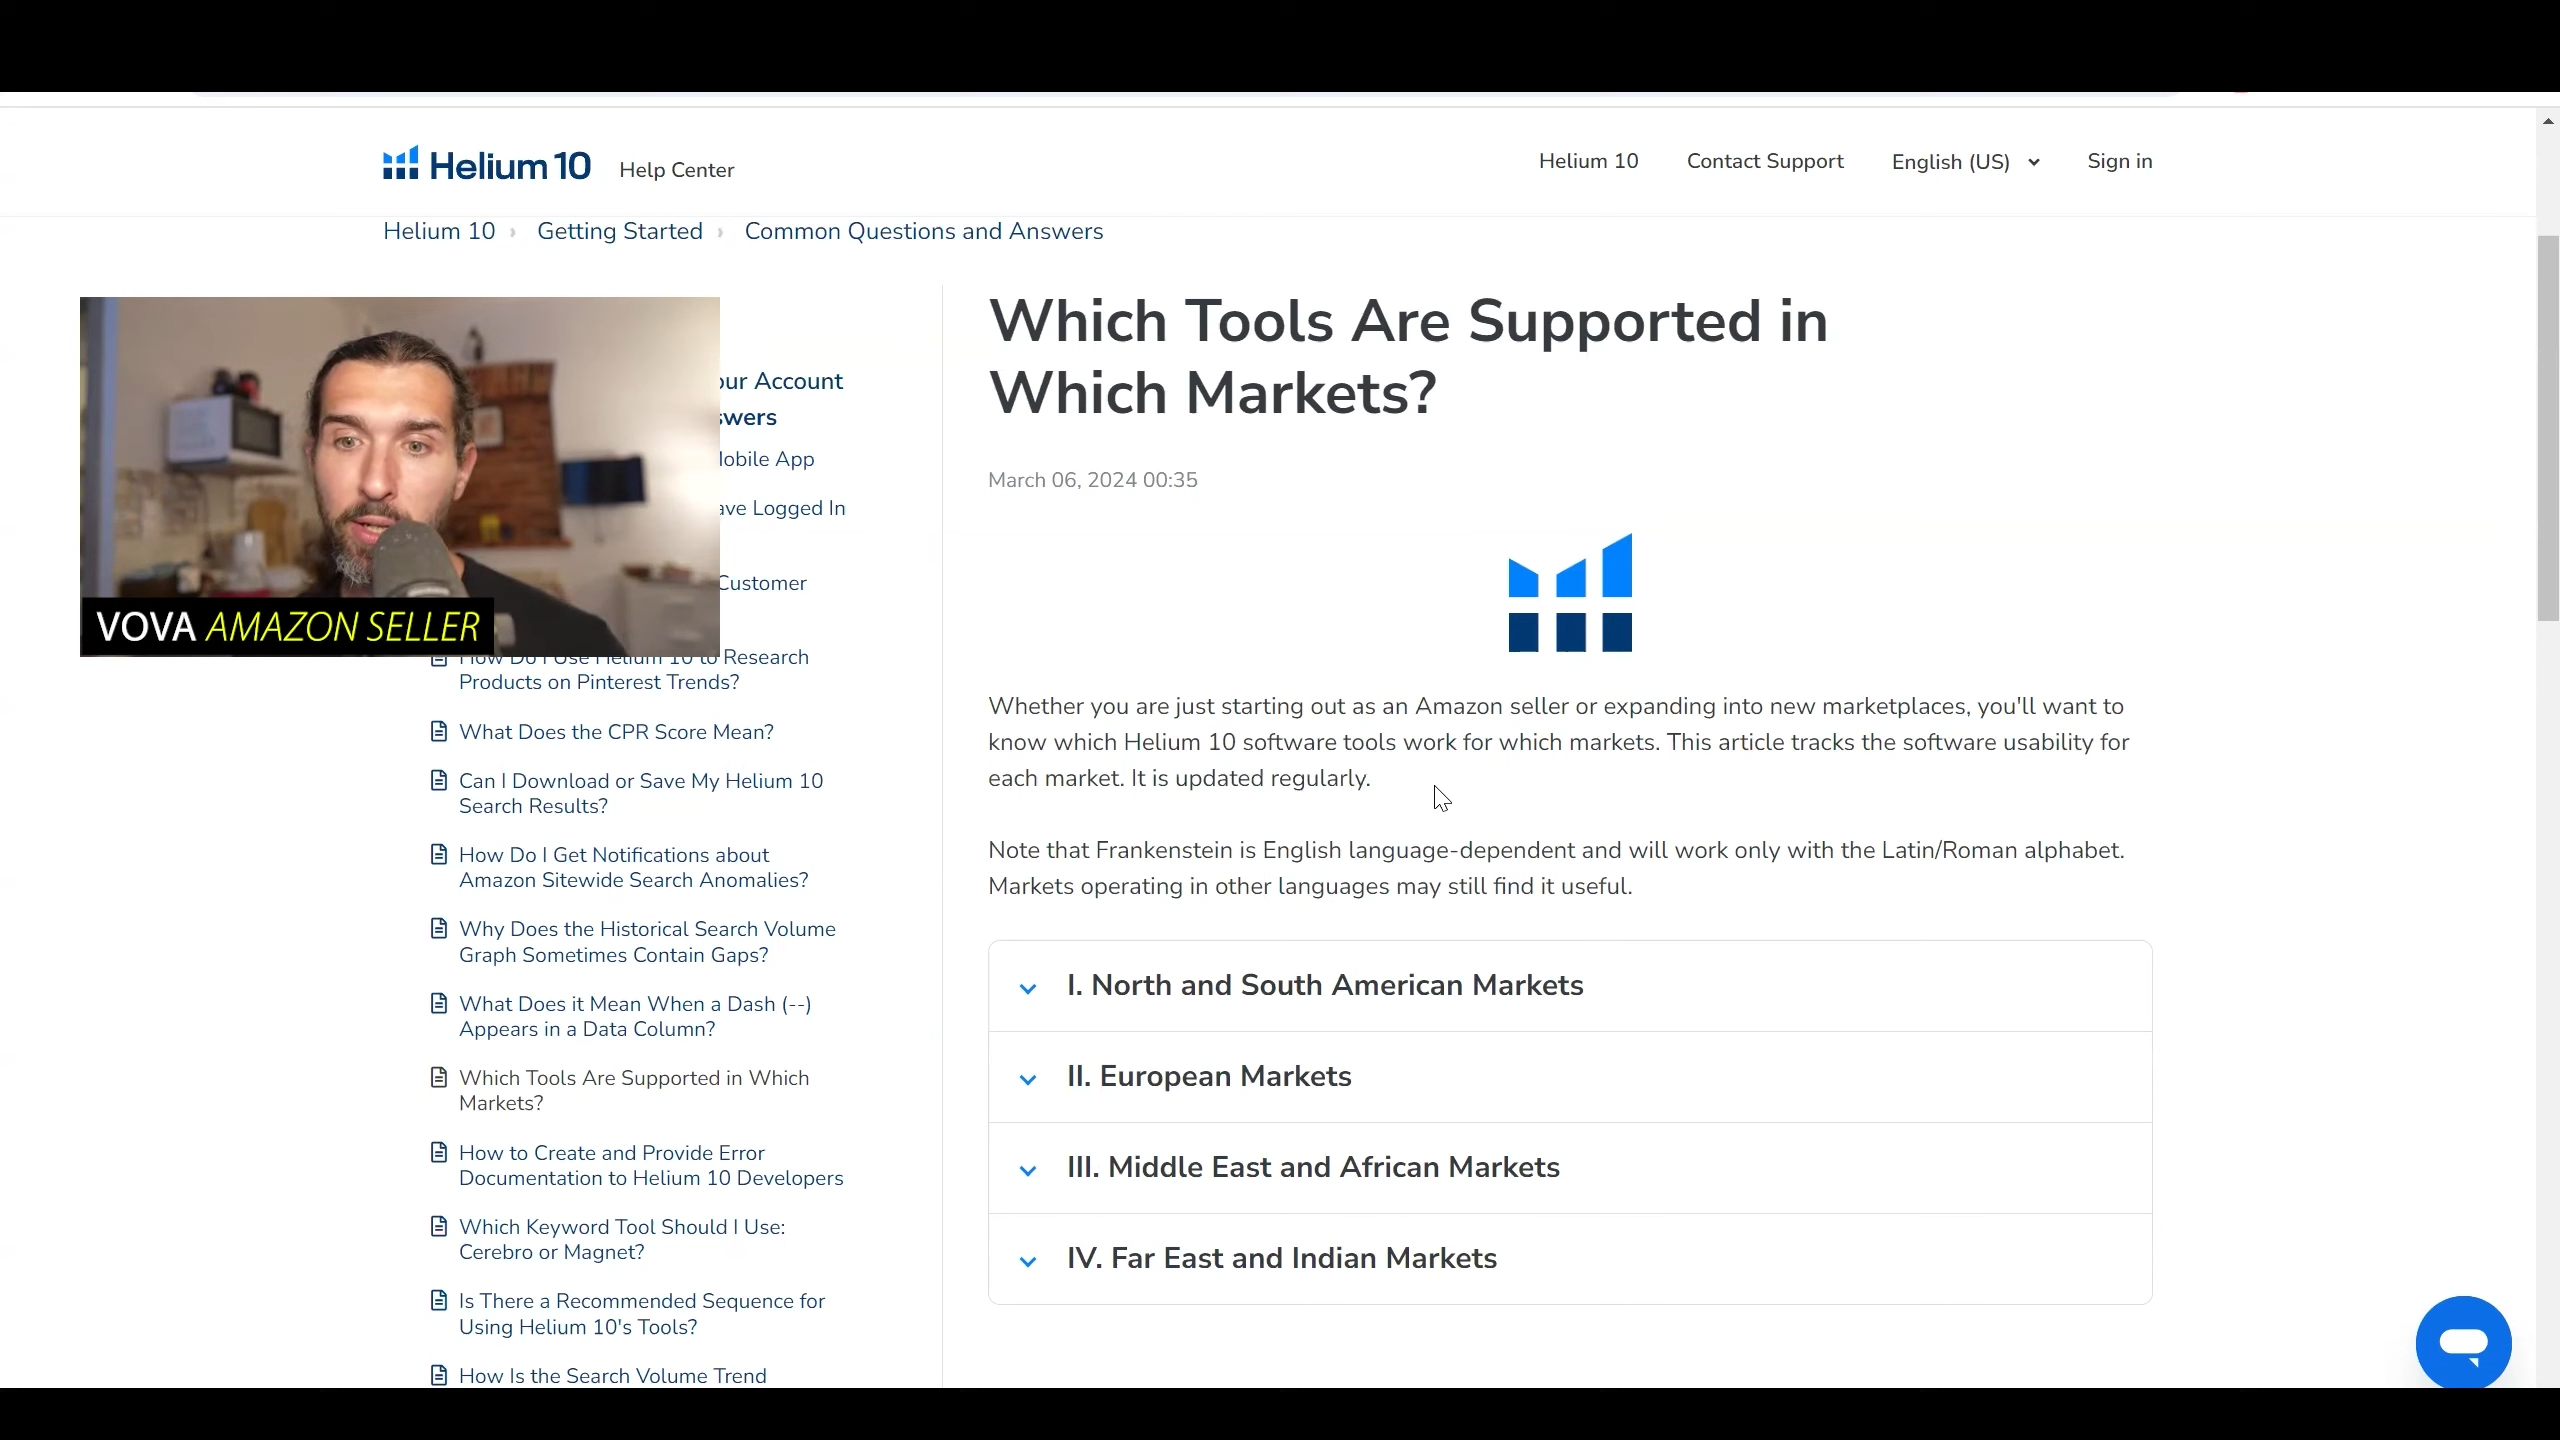 Helium 10
Help Center
Helium 10
Contact Support
English (US)
Sign in
Helium 10
Getting Started
Common Questions and Answers
our Account
swers
Mobile App
ave Logged In
Customer
VOVA AMAZON SELLER
How Do I Use Helium 10 to Research
Products on Pinterest Trends?
What Does the CPR Score Mean?
Can I Download or Save My Helium 10
Search Results?
How Do I Get Notifications about
Amazon Sitewide Search Anomalies?
Why Does the Historical Search Volume
Graph Sometimes Contain Gaps?
What Does it Mean When a Dash (--)
Appears in a Data Column?
Which Tools Are Supported in Which
Markets?
How to Create and Provide Error
Documentation to Helium 10 Developers
Which Keyword Tool Should I Use:
Cerebro or Magnet?
Is There a Recommended Sequence for
Using Helium 10's Tools?
How Is the Search Volume Trend
Which Tools Are Supported in
Which Markets?
March 06, 2024 00:35
Whether you are just starting out as an Amazon seller or expanding into new marketplaces, you'll want to
know which Helium 10 software tools work for which markets. This article tracks the software usability for
each market. It is updated regularly.
Note that Frankenstein is English language-dependent and will work only with the Latin/Roman alphabet.
Markets operating in other languages may still find it useful.
I. North and South American Markets
II. European Markets
III. Middle East and African Markets
IV. Far East and Indian Markets